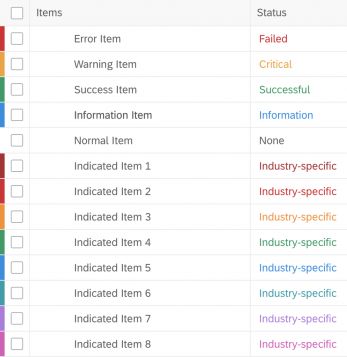 Items Status
Error Item Failed
Warning Item Critical
Success Item Successful
Information Item Information
Normal Item None
Indicated Item 1 Industry-specific
Indicated Item 2 Industry-specific
Indicated Item 3 Industry-specific
Indicated Item 4 Industry-specific
Indicated Item 5 Industry-specific
Indicated Item 6 Industry-specific
Indicated Item 7 Industry-specific
Indicated Item 8 Industry-specific